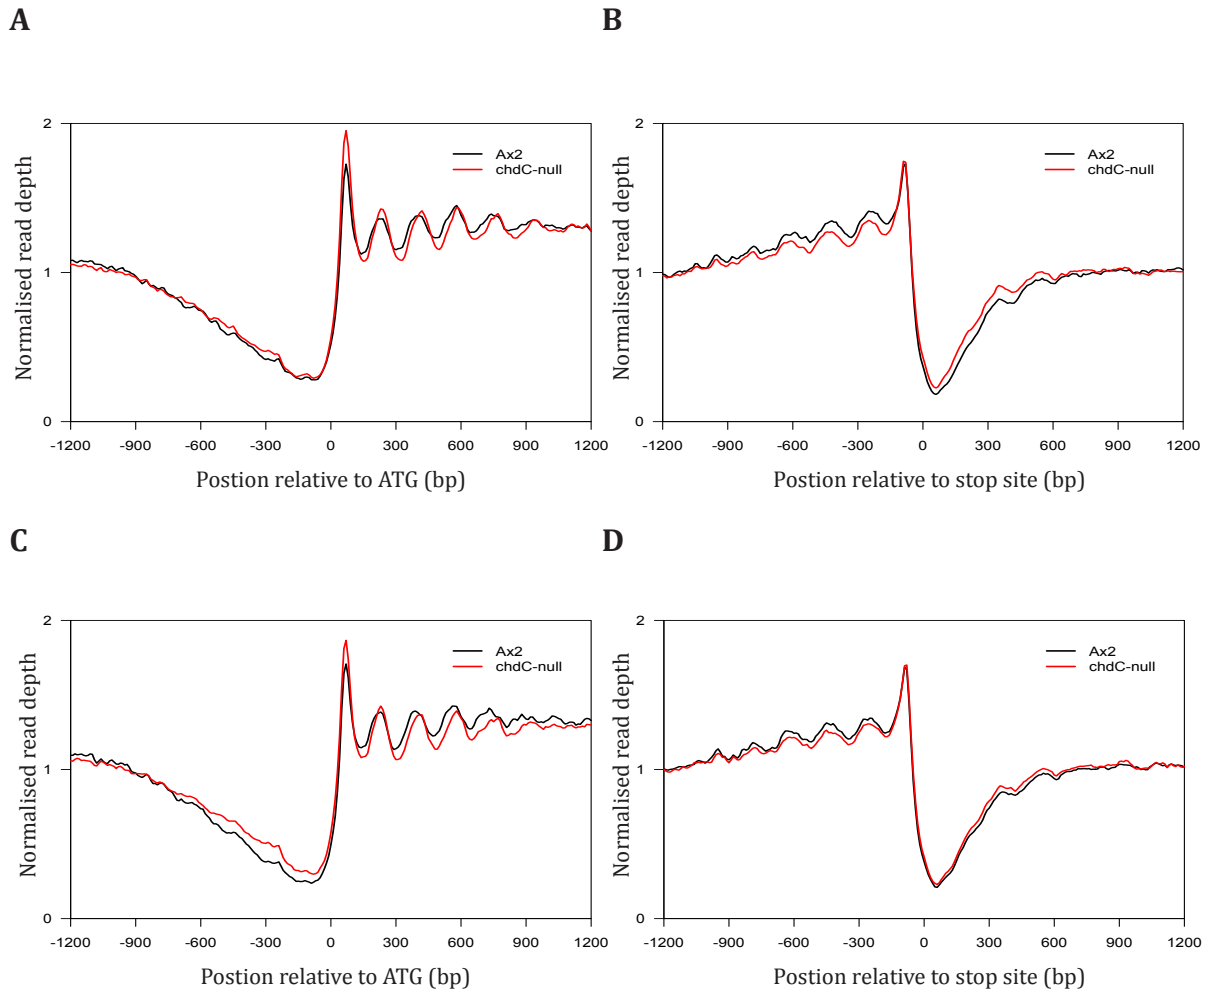 A
B
2
1
0
Normalised read depth
Ax2
chdC-null
-1200 -900 -600 -300 0 300 600 900 1200
Postion relative to ATG (bp)
2
1
0
Normalised read depth
Ax2
chdC-null
-1200 -900 -600 -300 0 300 600 900 1200
Postion relative to stop site (bp)
C
D
2
1
0
Normalised read depth
Ax2
chdC-null
-1200 -900 -600 -300 0 300 600 900 1200
Postion relative to ATG (bp)
2
1
0
Normalised read depth
Ax2
chdC-null
-1200 -900 -600 -300 0 300 600 900 1200
Postion relative to stop site (bp)